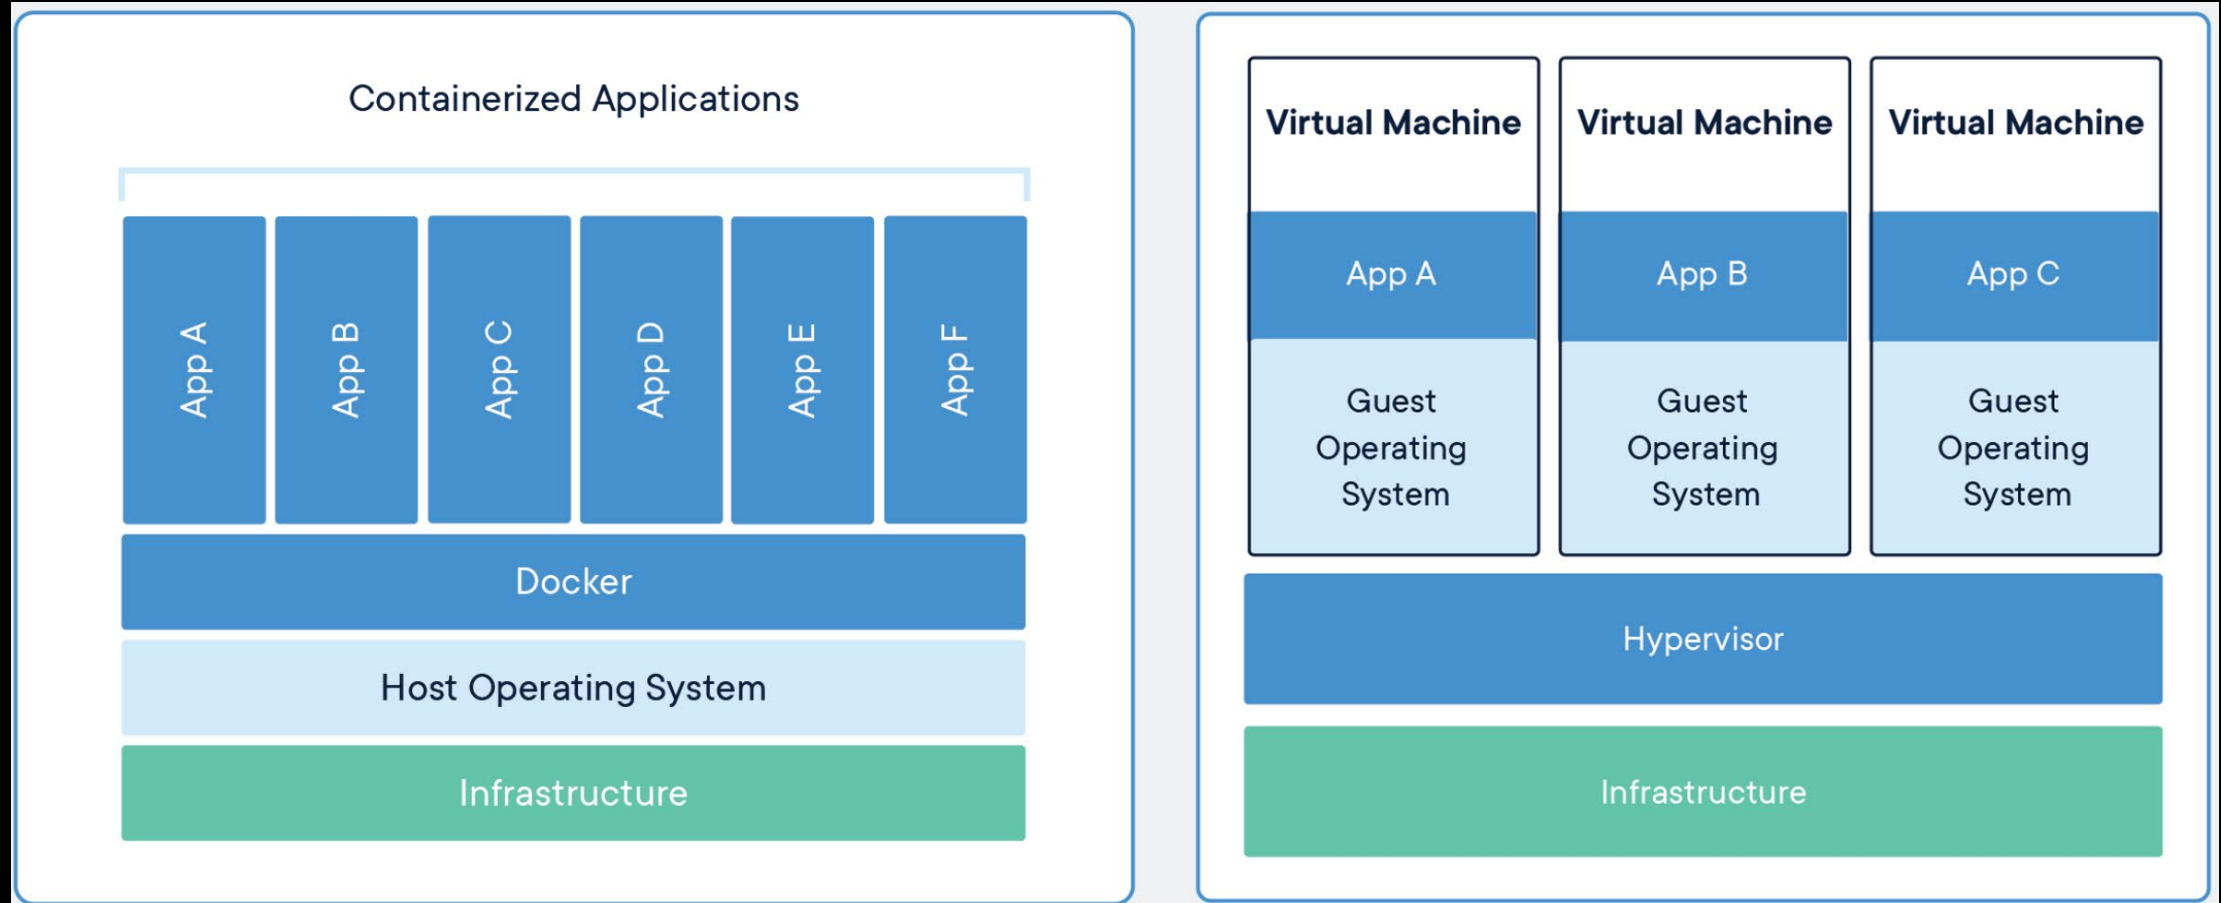 Containerized Applications
App A
App B
App C
App D
App E
App F
Docker
Host Operating System
Infrastructure
Virtual Machine
App A
Guest
Operating
System
Virtual Machine
App B
Guest
Operating
System
Virtual Machine
App C
Guest
Operating
System
Hypervisor
Infrastructure